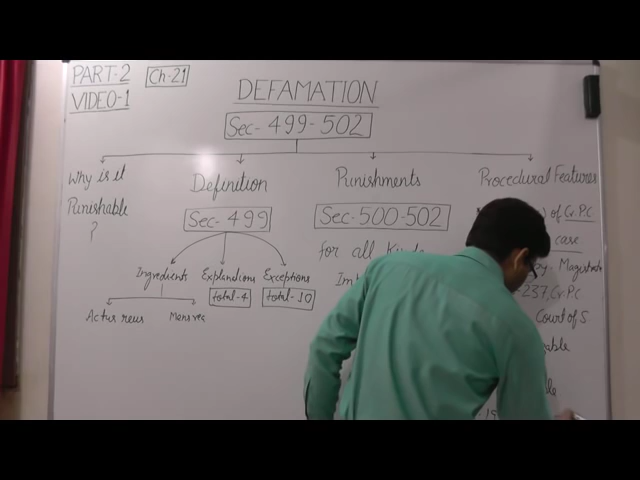 PART-2
Ch-21
VIDEO-1
DEFAMATION
Sec-499-502
Why is it
Punishable
?
Definition
Sec-499
Ingredients
Explanations
Exceptions
total-4
total-10
Actus reus
Mens rea
Punishments
Sec-500-502
for all
Procedural Features
of Cr.P.C
case
Magistrate
237, Cr.P.C
Court of S